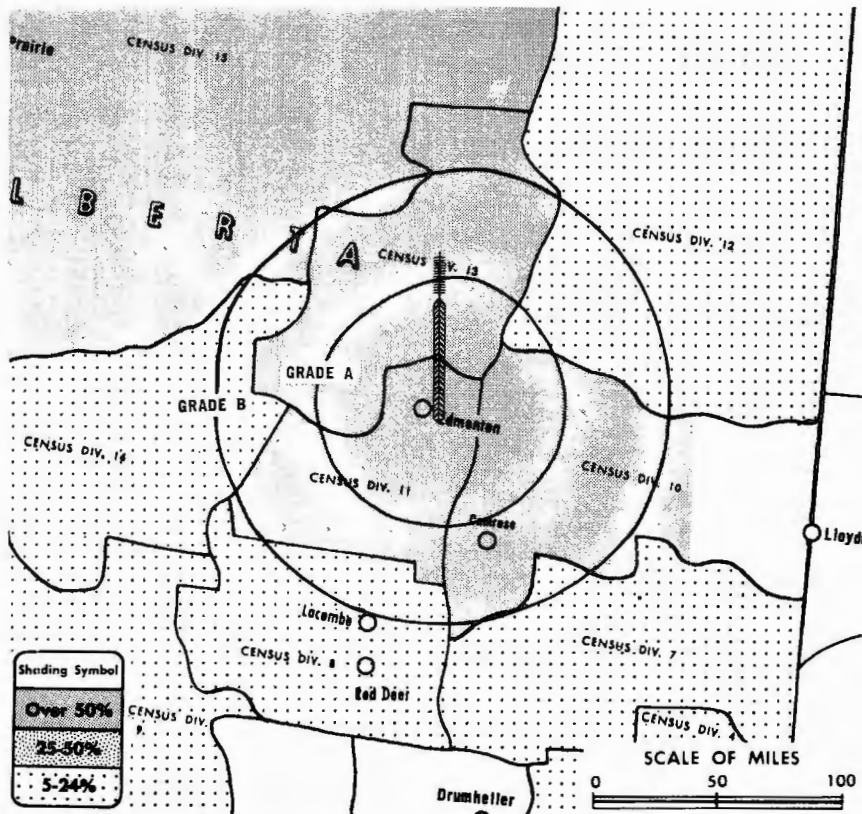 Prairie
CENSUS DIV. 15
L B E R T A
CENSUS DIV. 12
CENSUS DIV. 13
GRADE A
GRADE B
Edmonton
CENSUS DIV. 14
CENSUS DIV. 11
CENSUS DIV. 10
Camrose
Lloyd
Lacombe
CENSUS DIV. 8
CENSUS DIV. 7
Red Deer
Shading Symbol
Over 50%
25-50%
5-24%
CENSUS DIV.
9.
CENSUS DIV. 4
SCALE OF MILES
0 50 100
Drumheller